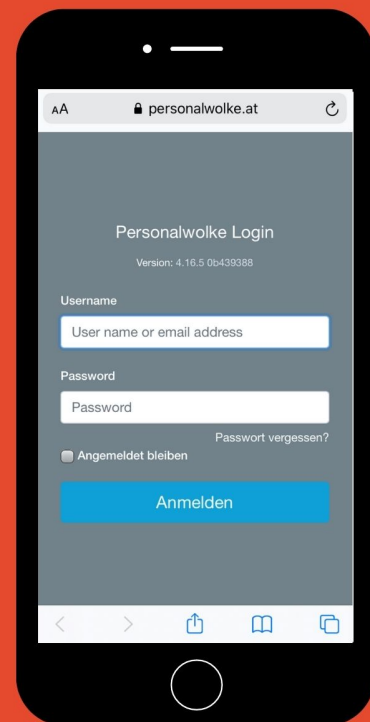 AA personalwolke.at
Personalwolke Login
Version: 4.16.5 0b439388
Username
User name or email address
Password
Password
Passwort vergessen?
Angemeldet bleiben
Anmelden